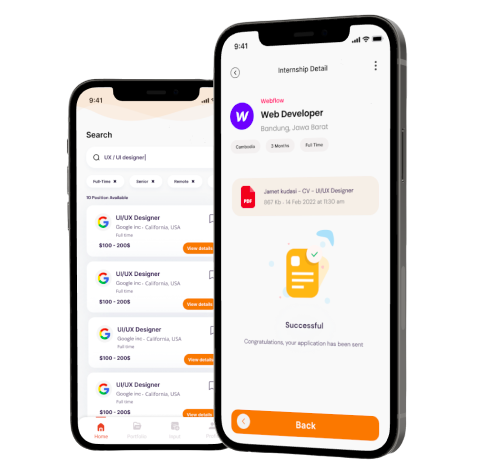 9:41
Search
UX / UI designer
Full-Time ✖
Senior ✖
Remote ✖
10 Position Available
UI/UX Designer
Google inc - California, USA
Full time
$100 - 200$
View details
UI/UX Designer
Google inc - California, USA
Full time
$100 - 200$
View details
UI/UX Designer
Google inc - California, USA
Full time
$100 - 200$
View details
UI/UX Designer
Google inc - California, USA
Full time
$100 - 200$
View details
Home
9:41
Internship Detail
Webflow
W
Web Developer
Bandung, Jawa Barat
3 Months
Full Time
PDF
Jamet kudasi - CV - UI/UX Designer
867 Kb - 14 Feb 2022 at 11:30 am
Successful
Congratulations, your application has been sent
Back